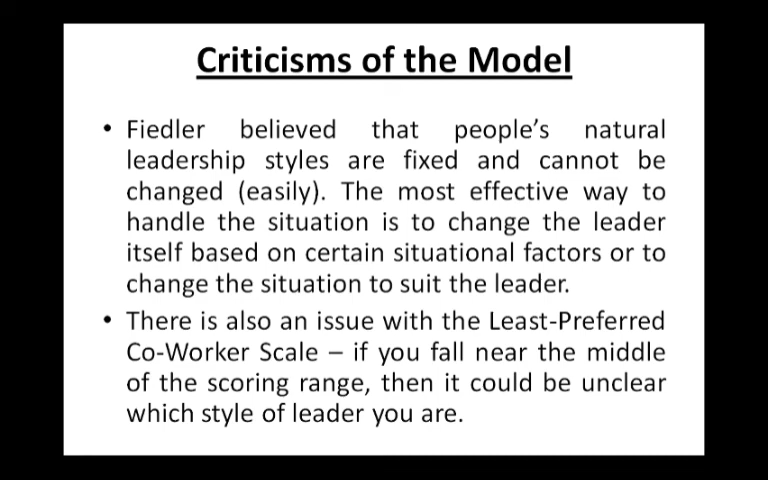 Criticisms of the Model
• Fiedler believed that people's natural
leadership styles are fixed and cannot be
changed (easily). The most effective way to
handle the situation is to change the leader
itself based on certain situational factors or to
change the situation to suit the leader.
• There is also an issue with the Least-Preferred
Co-Worker Scale – if you fall near the middle
of the scoring range, then it could be unclear
which style of leader you are.